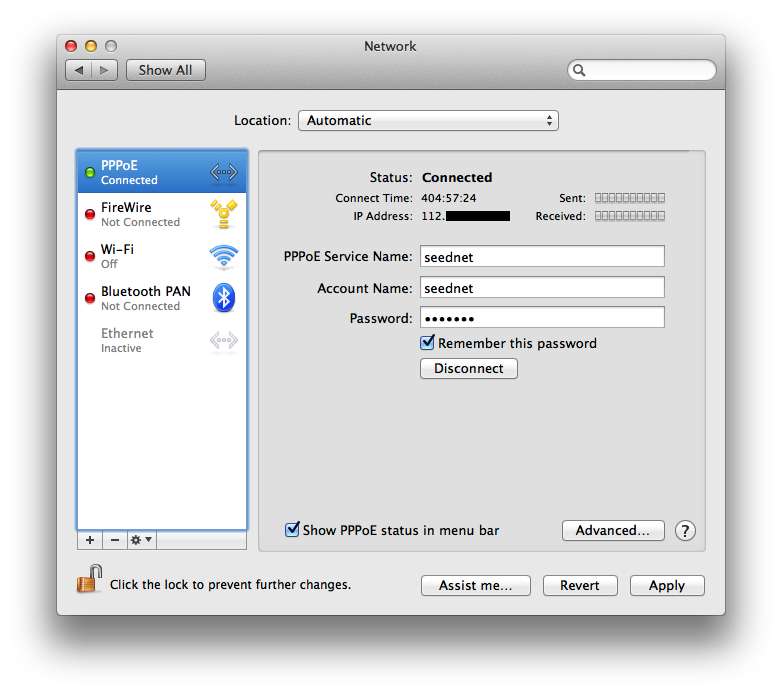 Network
Show All
Location: Automatic
PPPoE
Connected
FireWire
Not Connected
Wi-Fi
Off
Bluetooth PAN
Not Connected
Ethernet
Inactive
Status: Connected
Connect Time: 404:57:24 Sent:
IP Address: 112. Received:
PPPoE Service Name: seednet
Account Name: seednet
Password: •••••••
Remember this password
Disconnect
Show PPPoE status in menu bar
Advanced... ?
Click the lock to prevent further changes.
Assist me... Revert Apply